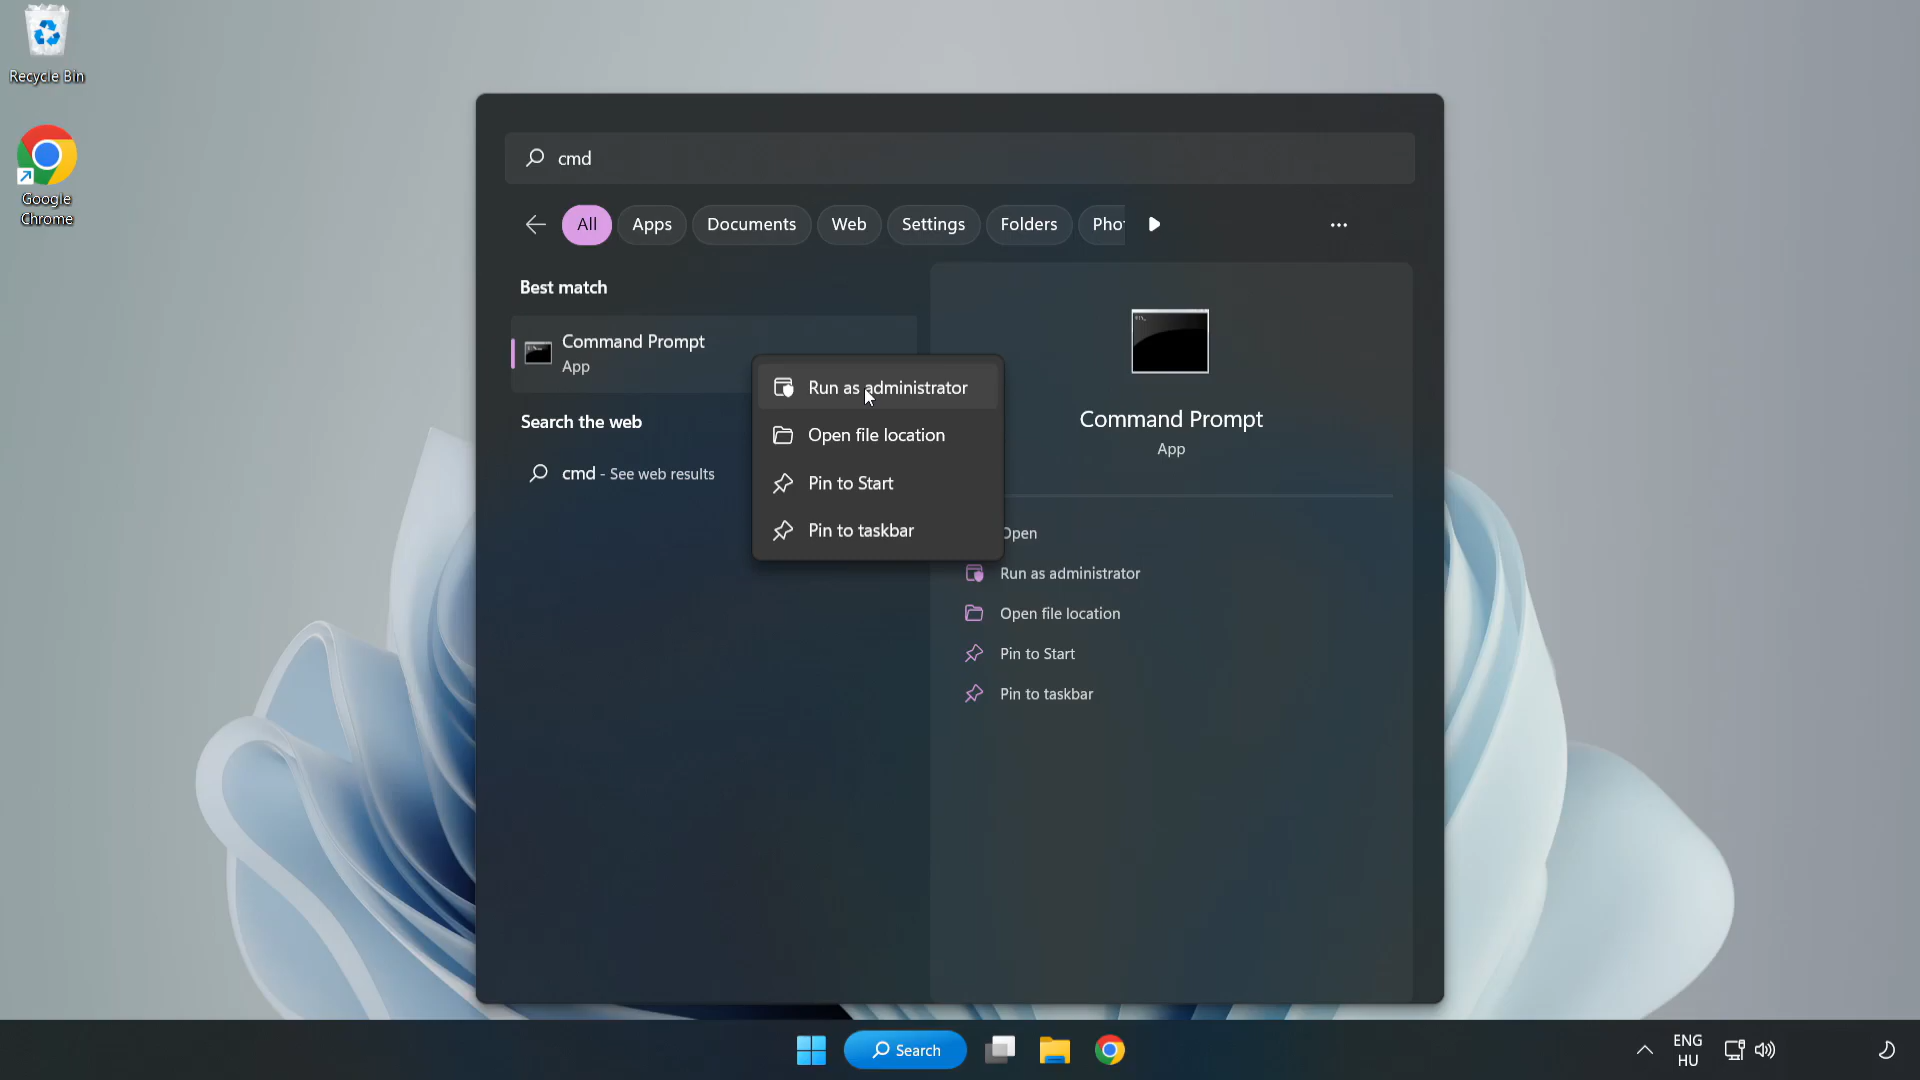 Recycle Bin
Google
Chrome
cmd
All
Apps
Documents
Web
Settings
Folders
Pho
Best match
Command Prompt
App
Search the web
cmd - See web results
Run as administrator
Open file location
Pin to Start
Pin to taskbar
Command Prompt
App
Open
Run as administrator
Open file location
Pin to Start
Pin to taskbar
Search
ENG
HU